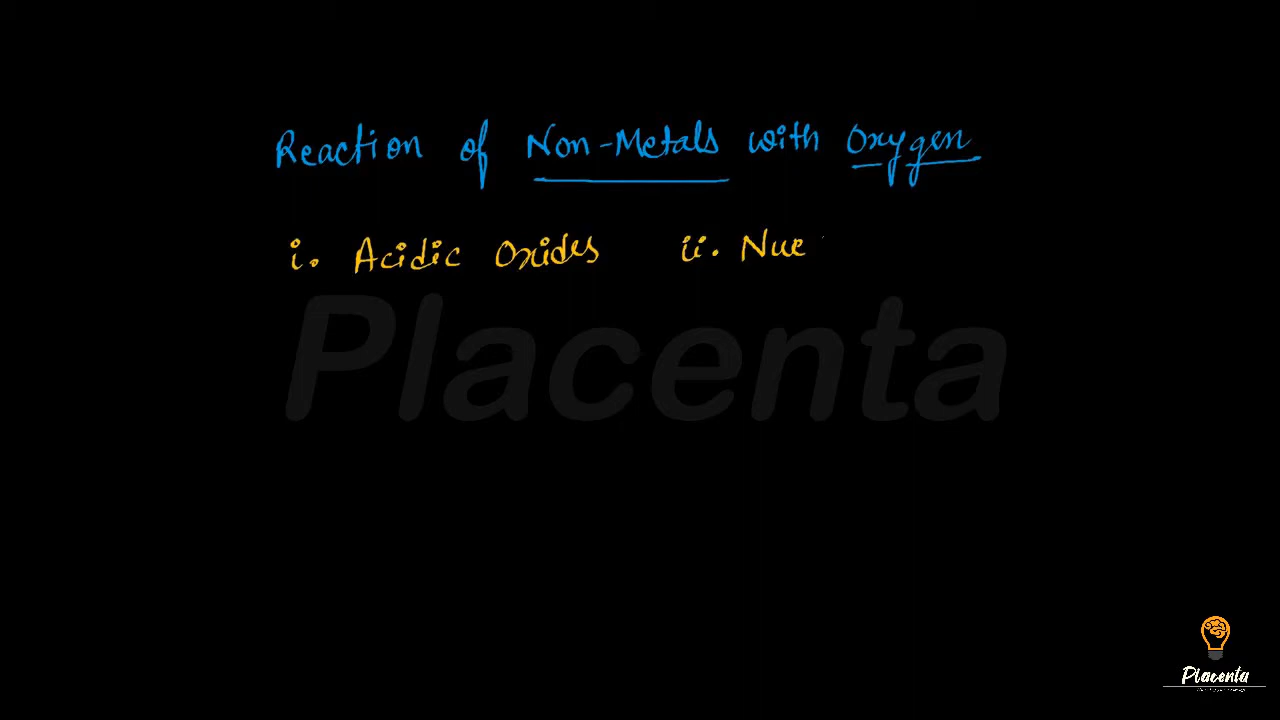 Reaction of Non-Metals with Oxygen
i. Acidic Oxides ii. Nue
Placenta
Placenta